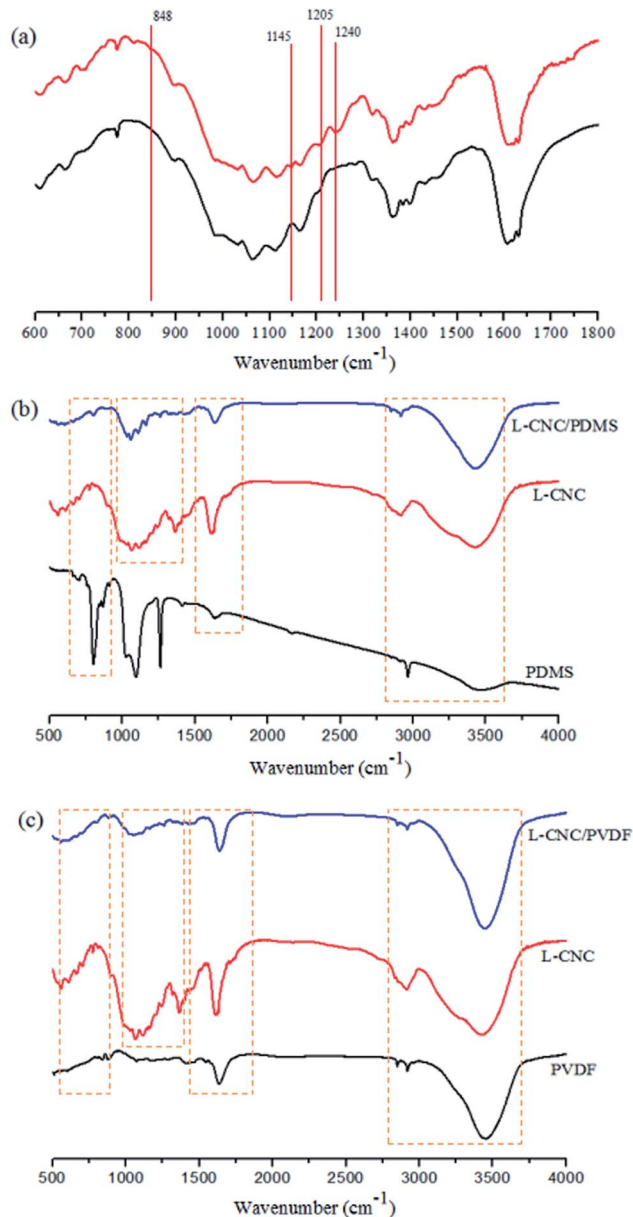 (a)
848
1145
1205
1240
600 700 800 900 1000 1100 1200 1300 1400 1500 1600 1700 1800
Wavenumber (cm⁻¹)
(b)
L-CNC/PDMS
L-CNC
PDMS
500 1000 1500 2000 2500 3000 3500 4000
Wavenumber (cm⁻¹)
(c)
L-CNC/PVDF
L-CNC
PVDF
500 1000 1500 2000 2500 3000 3500 4000
Wavenumber (cm⁻¹)